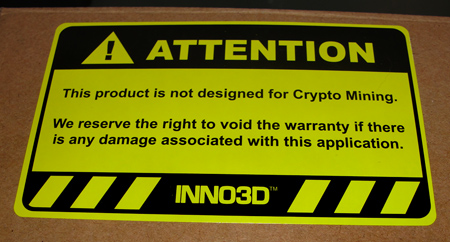 ! ATTENTION
This product is not designed for Crypto Mining.
We reserve the right to void the warranty if there
is any damage associated with this application.
INNO3D™